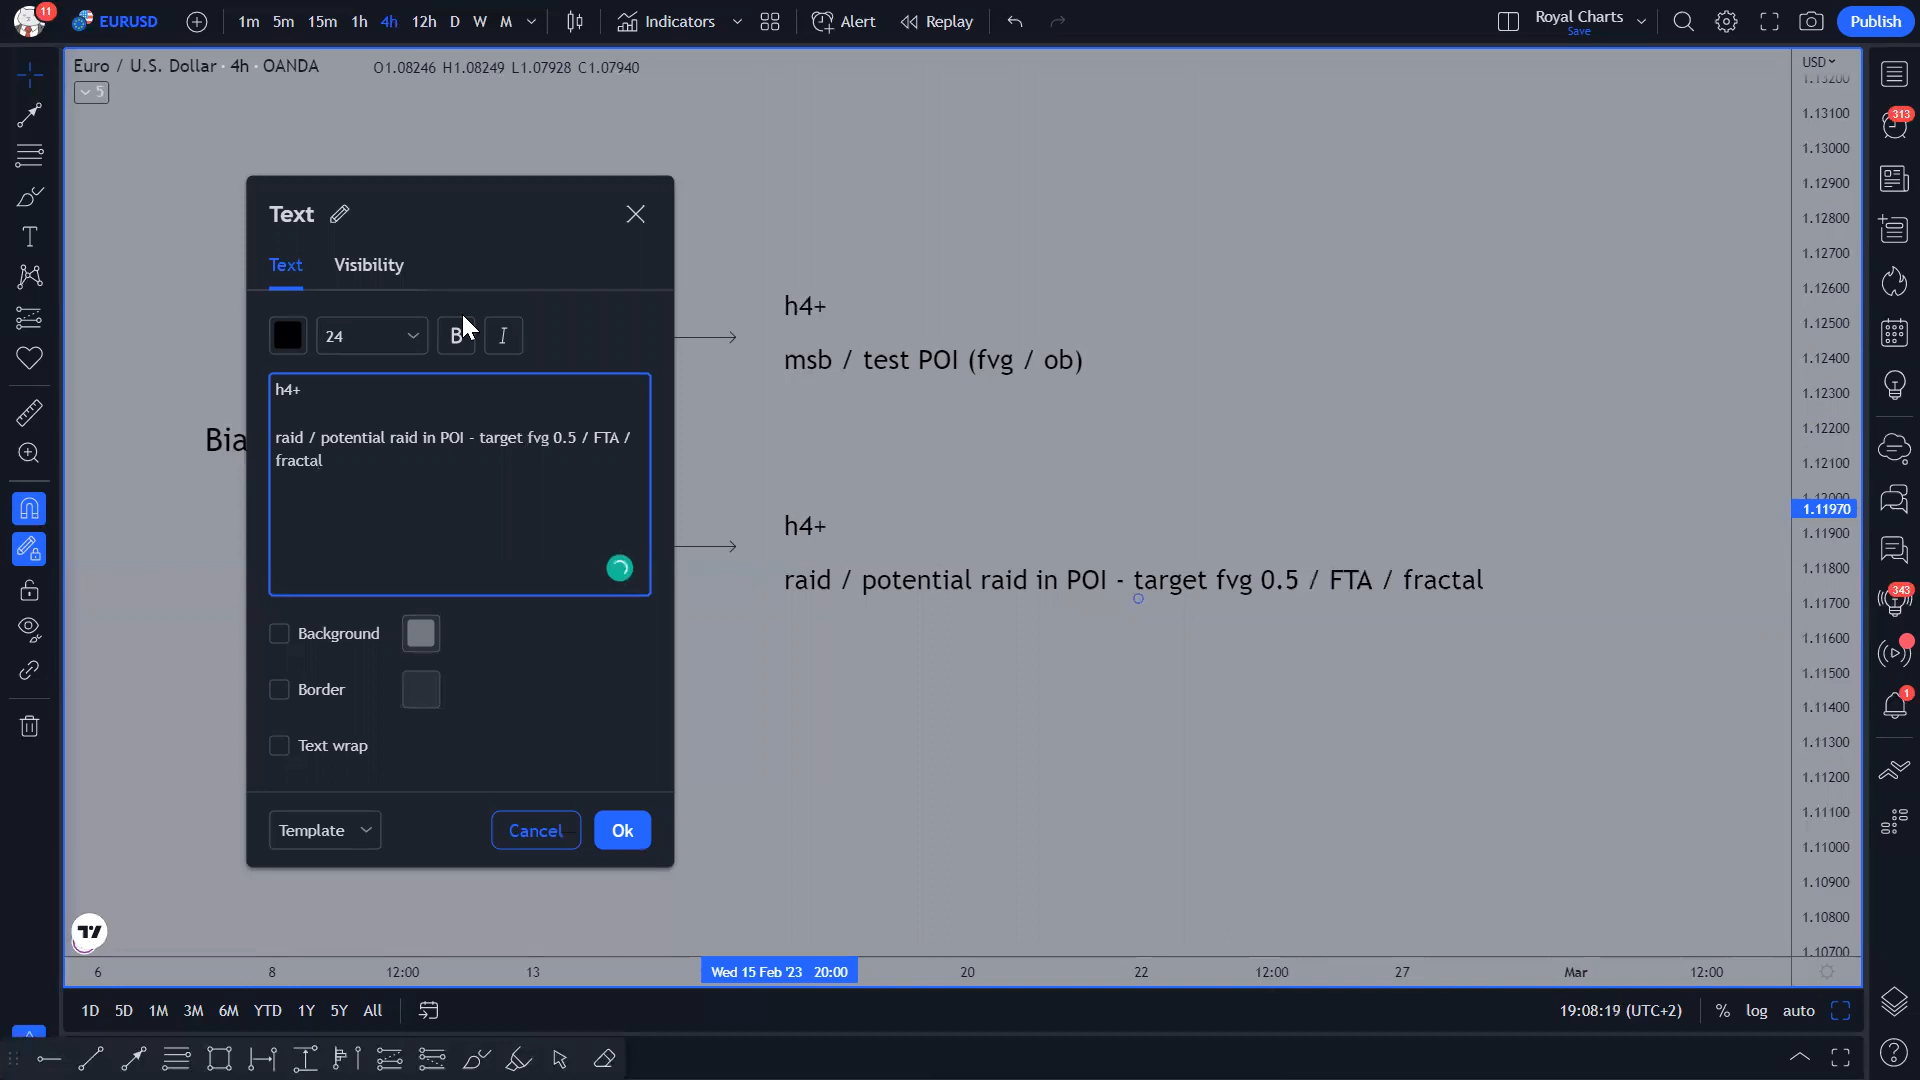 11
EURUSD
1m 5m 15m 1h 4h 12h D W M
Indicators
Alert
Replay
Royal Charts
Save
Publish
Euro / U.S. Dollar · 4h · OANDA
O1.08246 H1.08249 L1.07928 C1.07940
5
USD
1.13200
1.13100
1.13000
1.12900
1.12800
1.12700
1.12600
1.12500
1.12400
1.12300
1.12200
1.12100
1.12000
1.11970
1.11900
1.11800
1.11700
1.11600
1.11500
1.11400
1.11300
1.11200
1.11100
1.11000
1.10900
1.10800
1.10700
313
343
1
Text
Text
Visibility
24
B
I
h4+
raid / potential raid in POI - target fvg 0.5 / FTA /
fractal
Background
Border
Text wrap
Template
Cancel
Ok
Bia
h4+
msb / test POI (fvg / ob)
h4+
raid / potential raid in POI - target fvg 0.5 / FTA / fractal
6 8 12:00 13 Wed 15 Feb '23 20:00 20 22 12:00 27 Mar 12:00
1D 5D 1M 3M 6M YTD 1Y 5Y All
19:08:19 (UTC+2)
% log auto